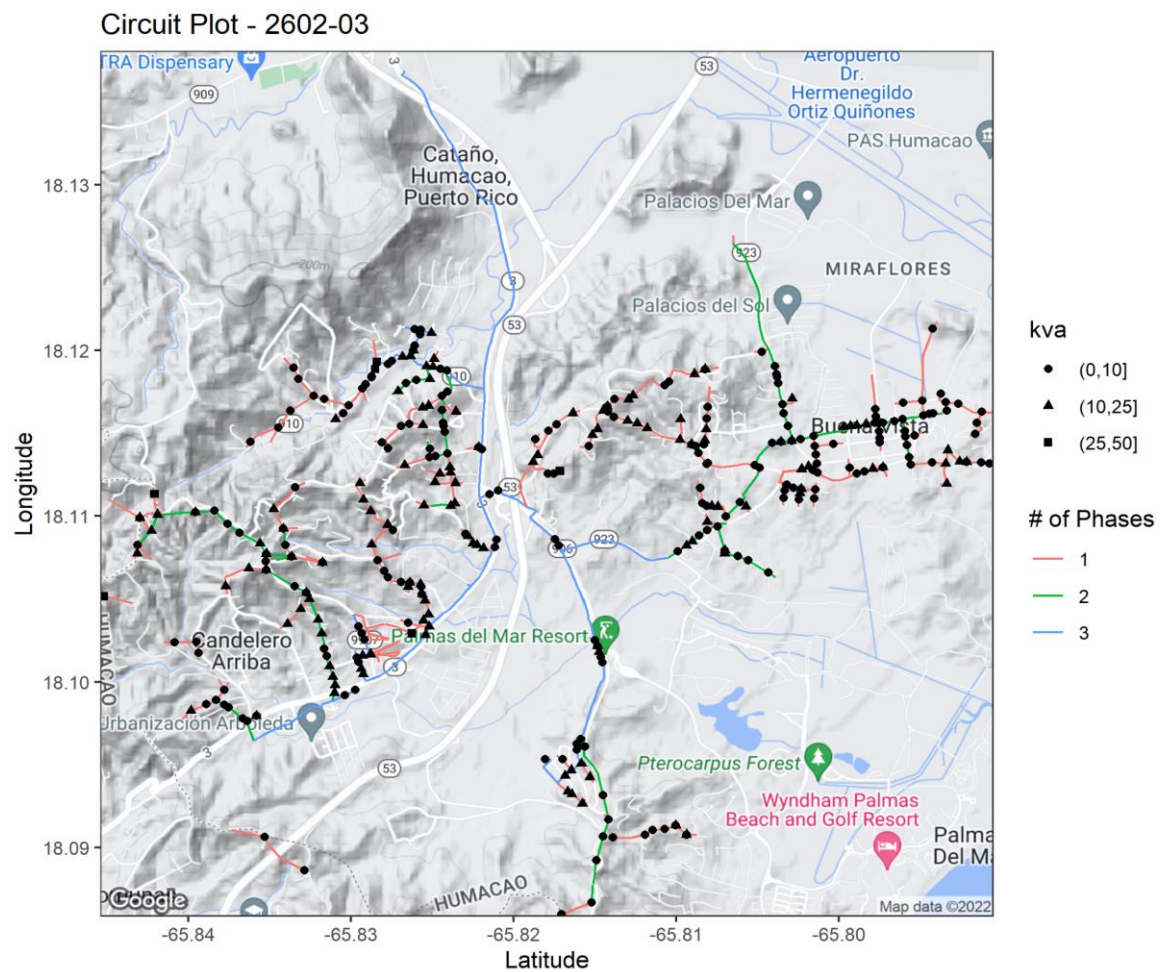 Circuit Plot - 2602-03
TRA Dispensary
3
53
909
Aeropuerto
Dr.
Hermenegildo
Ortiz Quiñones
PAS Humacao
Cataño,
Humacao,
Puerto Rico
18.13
Palacios Del Mar
923
MIRAFLORES
200m
3
Palacios del Sol
53
18.12
910
910
Buena Vista
53
18.11
923
906
Longitude
HUMACAO
Candelero
Arriba
Palmas del Mar Resort
3
18.10
Urbanización Arboleda
3
53
Pterocarpus Forest
Wyndham Palmas
Beach and Golf Resort
Palma
Del Ma
18.09
HUMACAO
Google
Map data ©2022
-65.84
-65.83
-65.82
-65.81
-65.80
Latitude
kva
(0,10]
(10,25]
(25,50]
# of Phases
1
2
3